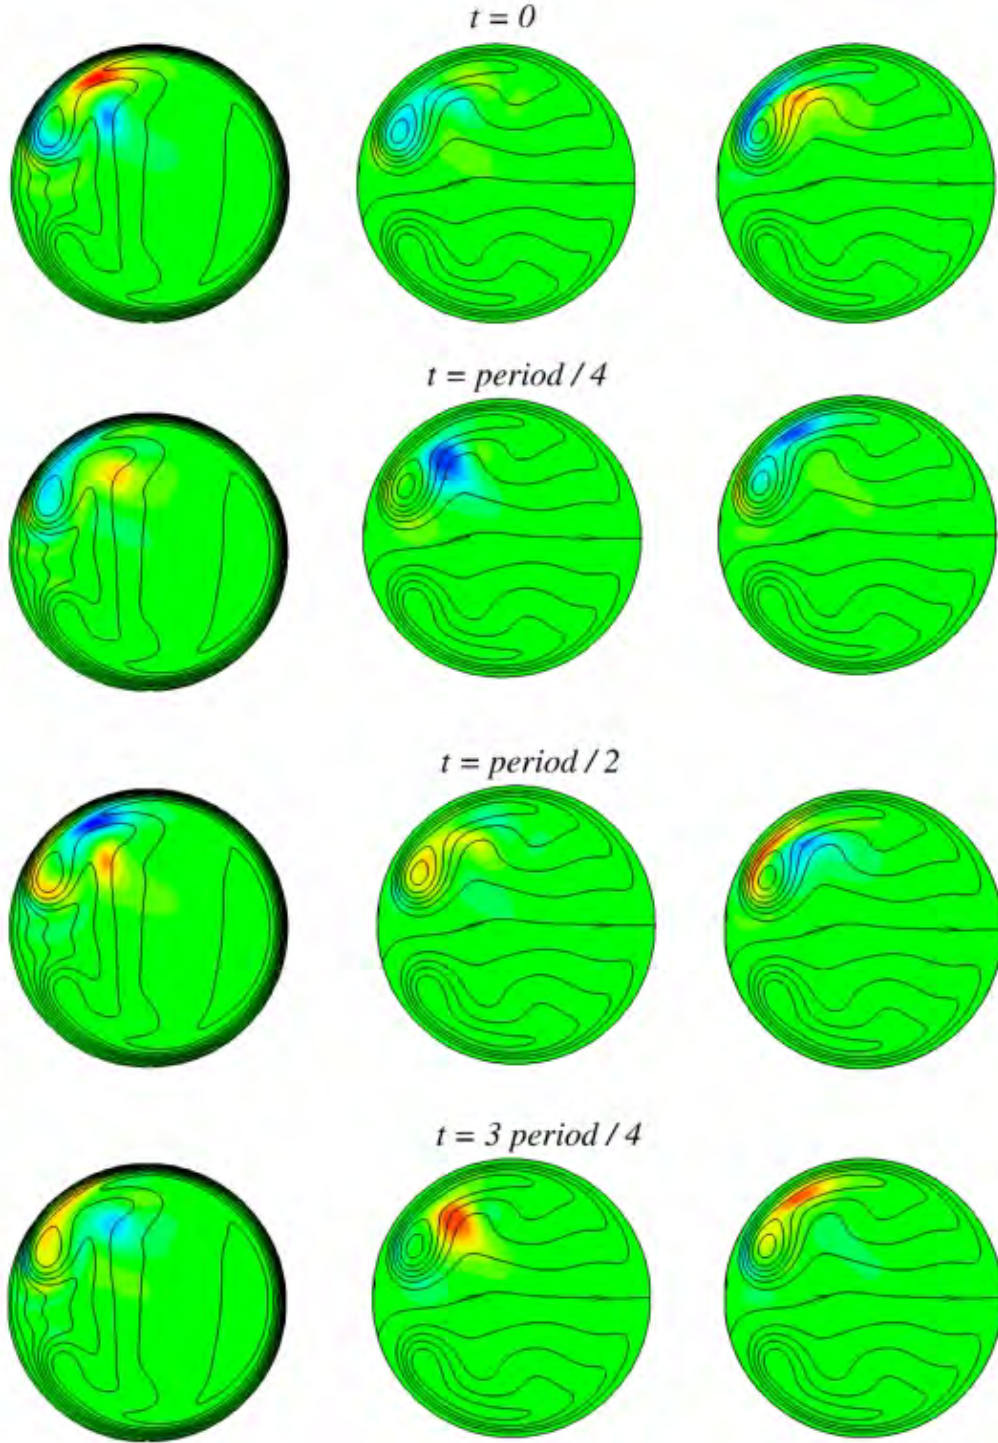 t = 0
t = period / 4
t = period / 2
t = 3 period / 4